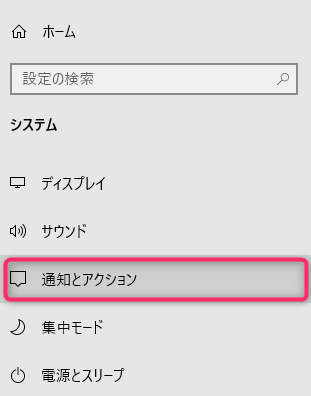 ホーム
設定の検索
システム
ディスプレイ
サウンド
通知とアクション
集中モード
電源とスリープ